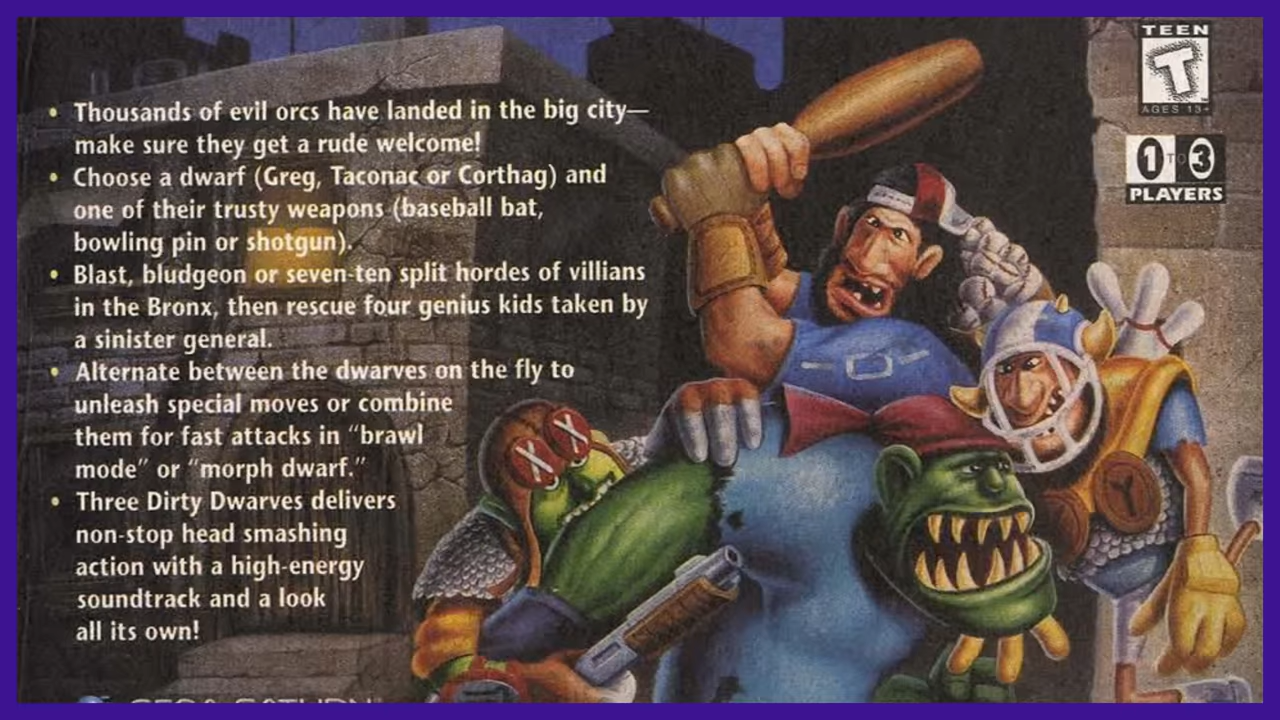 • Thousands of evil orcs have landed in the big city—
make sure they get a rude welcome!
• Choose a dwarf (Greg, Taconac or Corthag) and
one of their trusty weapons (baseball bat,
bowling pin or shotgun).
• Blast, bludgeon or seven-ten split hordes of villians
in the Bronx, then rescue four genius kids taken by
a sinister general.
• Alternate between the dwarves on the fly to
unleash special moves or combine
them for fast attacks in “brawl
mode” or “morph dwarf.”
• Three Dirty Dwarves delivers
non-stop head smashing
action with a high-energy
soundtrack and a look
all its own!
SEGA SATURN
TEEN
T
AGES 13+
1 TO 3
PLAYERS
Y